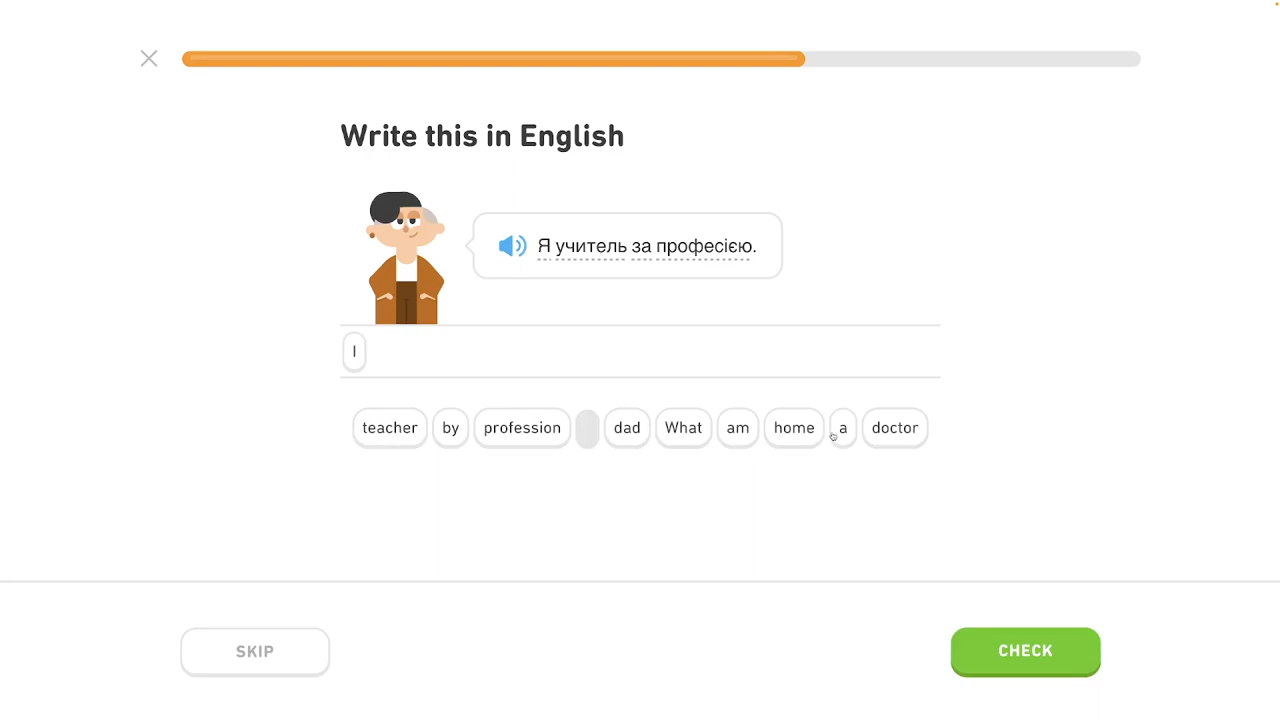 Write this in English
Я учитель за професією.
I
teacher by profession dad What am home a doctor
SKIP
CHECK